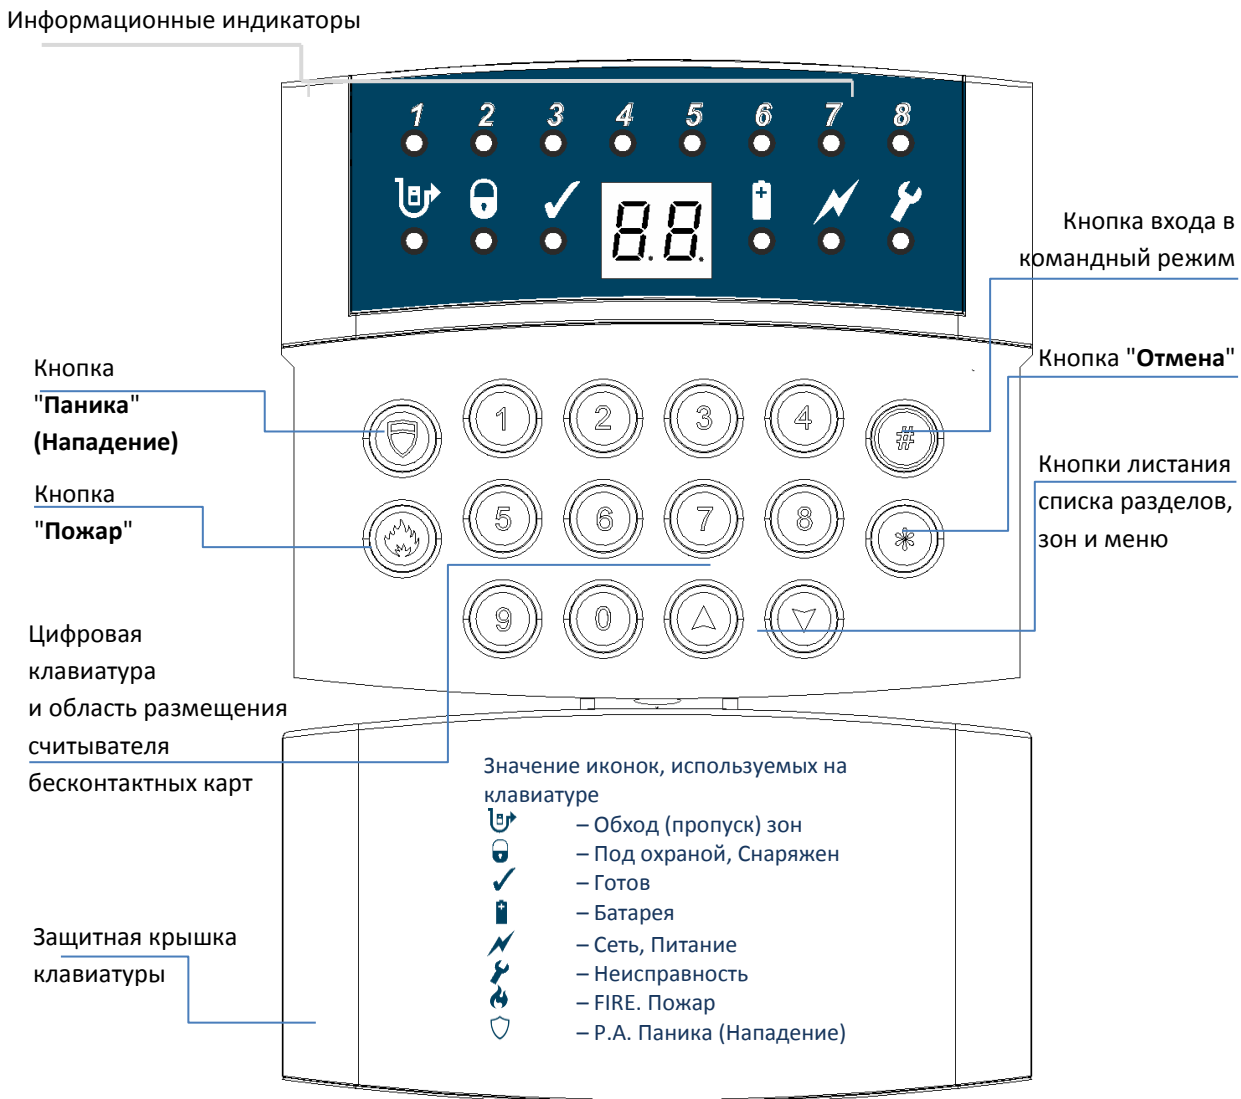 Информационные индикаторы
1 2 3 4 5 6 7 8
8.8.
Кнопка входа в
командный режим
Кнопка
"Паника"
(Нападение)
Кнопка "Отмена"
1 2 3 4
#
Кнопка
"Пожар"
Кнопки листания
списка разделов,
зон и меню
5 6 7 8
*
9 0
Цифровая
клавиатура
и область размещения
считывателя
бесконтактных карт
Значение иконок, используемых на
клавиатуре
– Обход (пропуск) зон
– Под охраной, Снаряжен
– Готов
– Батарея
– Сеть, Питание
– Неисправность
– FIRE. Пожар
– P.A. Паника (Нападение)
Защитная крышка
клавиатуры